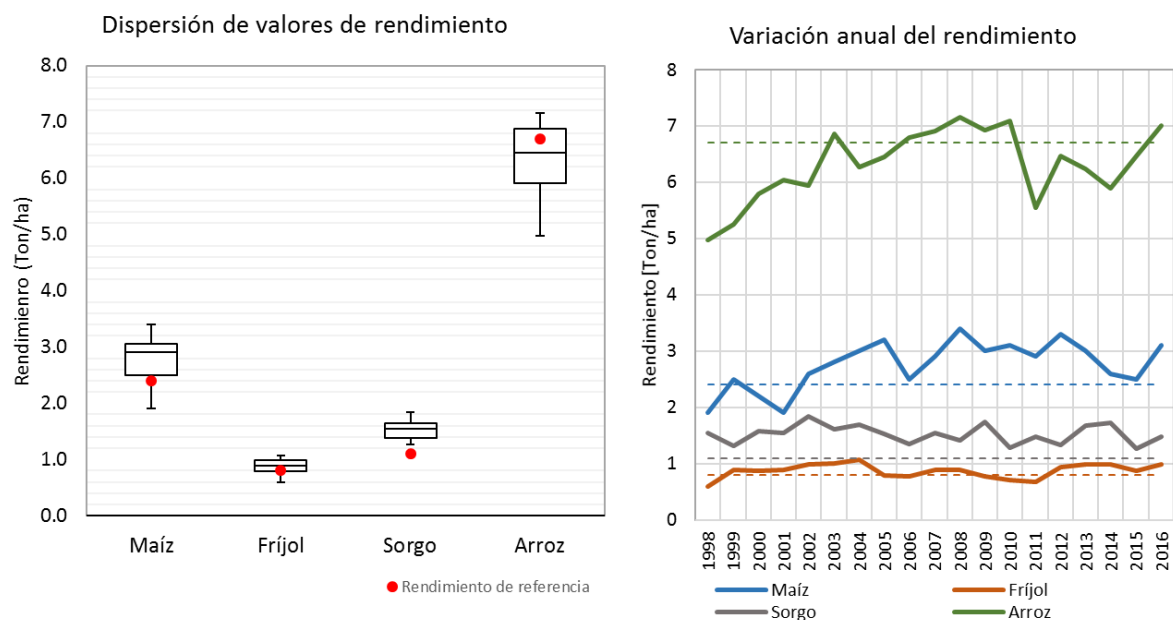 Dispersión de valores de rendimiento
Rendimienro (Ton/ha)
8.0
7.0
6.0
5.0
4.0
3.0
2.0
1.0
0.0
Maíz Fríjol Sorgo Arroz
Rendimiento de referencia
Variación anual del rendimiento
Rendimiento [Ton/ha]
8
7
6
5
4
3
2
1
0
1998 1999 2000 2001 2002 2003 2004 2005 2006 2007 2008 2009 2010 2011 2012 2013 2014 2015 2016
Maíz Fríjol
Sorgo Arroz